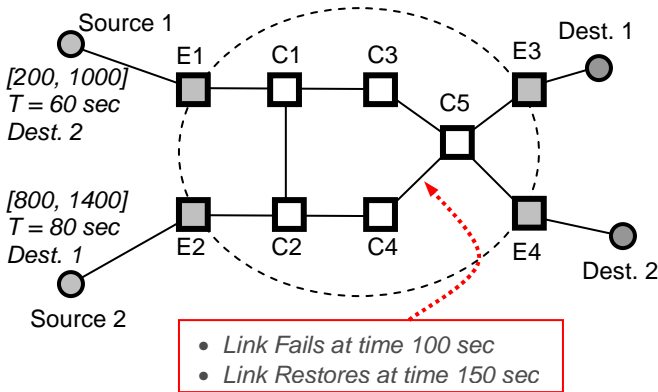 Source 1
E1
C1
C3
E3
Dest. 1
[200, 1000]
T = 60 sec
Dest. 2
C5
[800, 1400]
T = 80 sec
Dest. 1
E2
C2
C4
E4
Dest. 2
Source 2
• Link Fails at time 100 sec
• Link Restores at time 150 sec